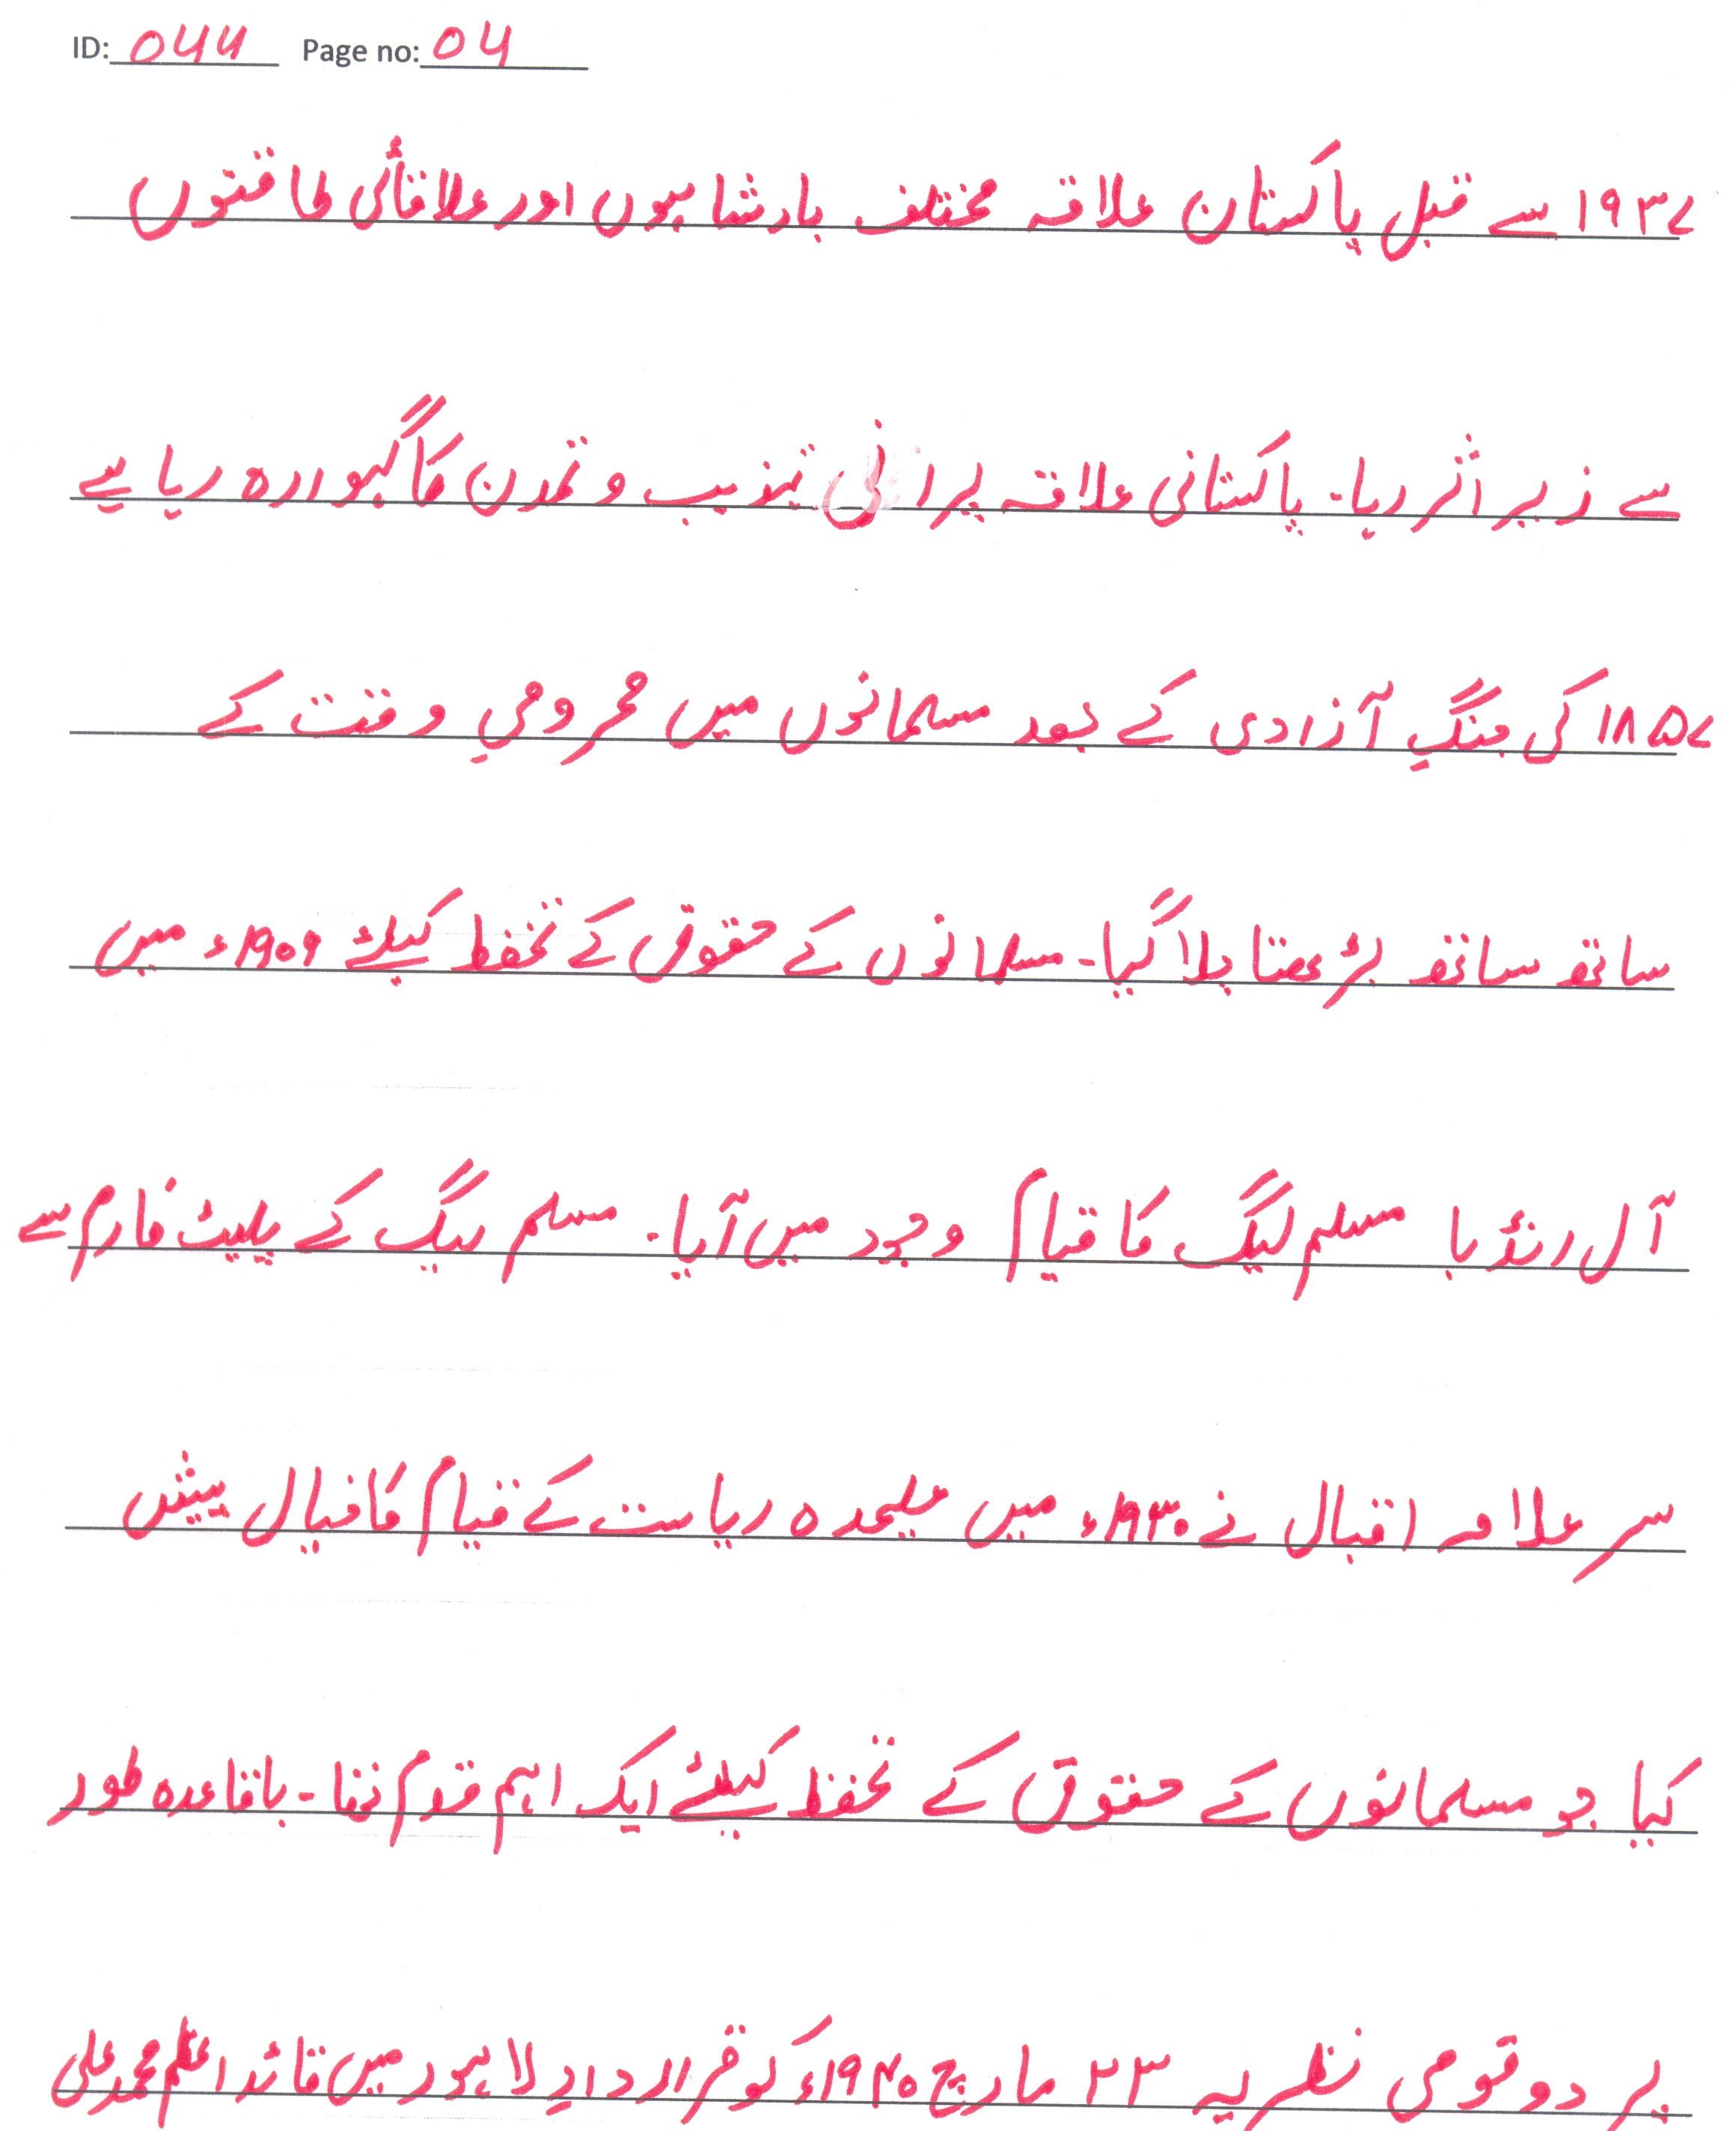 ID: 044 Page no: 04
۱۹۳۷ سے قبل پاکستان علاقہ مختلف بادشاہوں اور علاقائی طاقتوں
سے زیر اثر رہا۔ پاکستانی علاقہ پرانی تہذیب و تمدن کا گہوارہ رہا ہے
۱۸۵۷ کی جنگِ آزادی کے بعد مسلمانوں میں محرومی وقت کے
ساتھ ساتھ بڑھتا چلا گیا۔ مسلمانوں کے حقوق کے تحفظ کیلئے ۱۹۰۹ء میں
آل انڈیا مسلم لیگ کا قیام وجود میں آیا۔ مسلم لیگ کے پلیٹ فارم سے
سر علامہ اقبال نے ۱۹۳۰ء میں علیحدہ ریاست کے قیام کا خیال پیش
کیا جو مسلمانوں کے حقوق کے تحفظ کیلئے ایک اہم قدم تھا۔ باقاعدہ طور
پر دو قومی نظریہ ۲۳ مارچ ۱۹۴۰ء کو قراردادِ لاہور میں قائد اعظم محمد علی